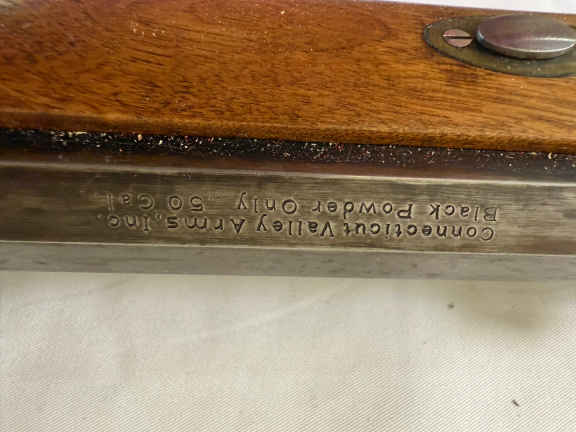 Connecticut Valley Arms, Inc.
Black Powder Only 50 Cal.